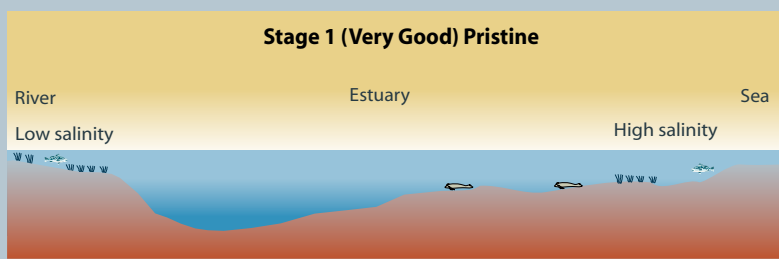 Stage 1 (Very Good) Pristine
River Estuary Sea
Low salinity High salinity